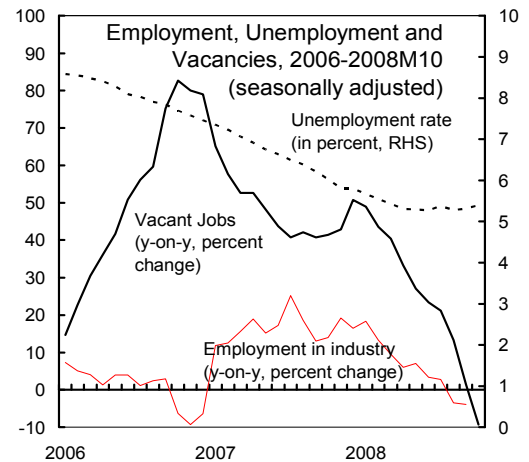 Employment, Unemployment and
Vacancies, 2006-2008M10
(seasonally adjusted)
Unemployment rate
(in percent, RHS)
Vacant Jobs
(y-on-y, percent
change)
Employment in industry
(y-on-y, percent change)
100
90
80
70
60
50
40
30
20
10
0
-10
10
9
8
7
6
5
4
3
2
1
0
2006
2007
2008